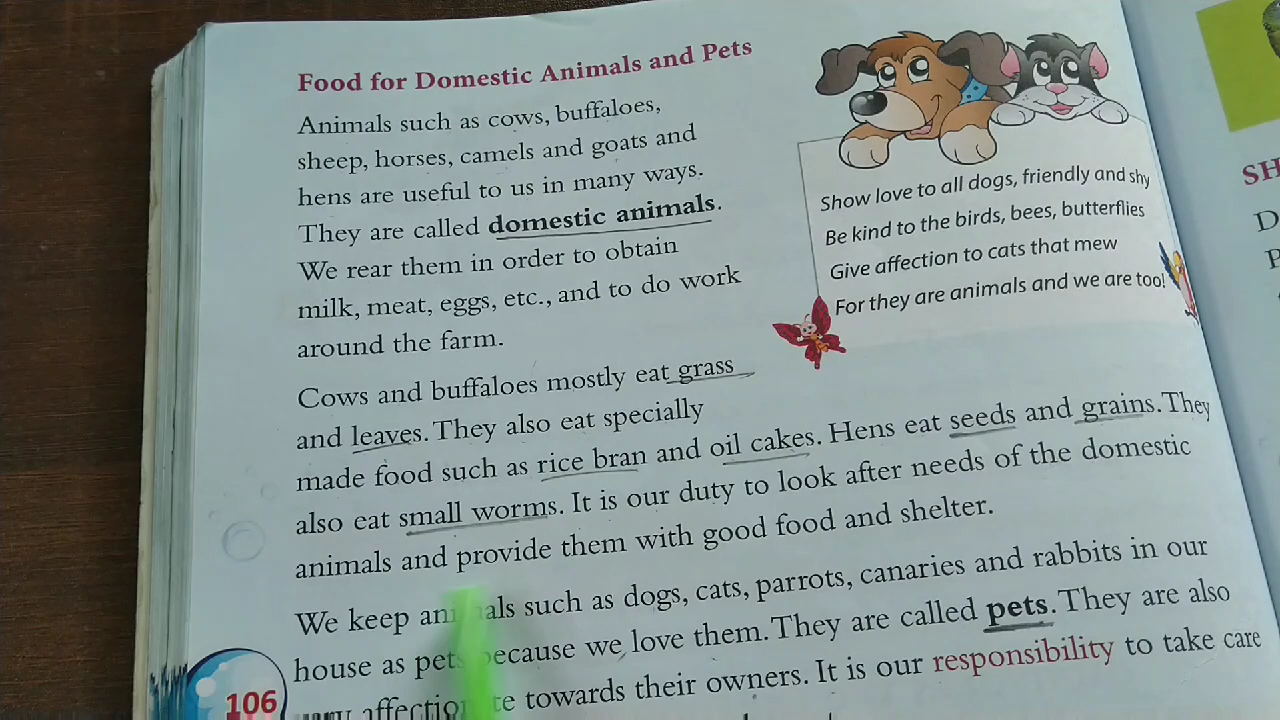 Food for Domestic Animals and Pets
Animals such as cows, buffaloes,
sheep, horses, camels and goats and
hens are useful to us in many ways.
They are called domestic animals.
We rear them in order to obtain
milk, meat, eggs, etc., and to do work
around the farm.
Show love to all dogs, friendly and shy
Be kind to the birds, bees, butterflies
Give affection to cats that mew
For they are animals and we are too!
Cows and buffaloes mostly eat grass
and leaves. They also eat specially
made food such as rice bran and oil cakes. Hens eat seeds and grains. They
also eat small worms. It is our duty to look after needs of the domestic
animals and provide them with good food and shelter.
We keep animals such as dogs, cats, parrots, canaries and rabbits in our
house as pets because we love them. They are called pets. They are also
very affectionate towards their owners. It is our responsibility to take care
106
SH